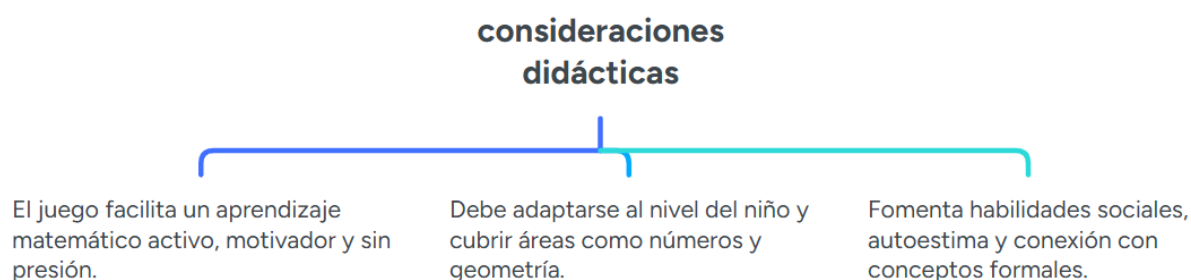 consideraciones
didácticas
El juego facilita un aprendizaje
matemático activo, motivador y sin
presión.
Debe adaptarse al nivel del niño y
cubrir áreas como números y
geometría.
Fomenta habilidades sociales,
autoestima y conexión con
conceptos formales.